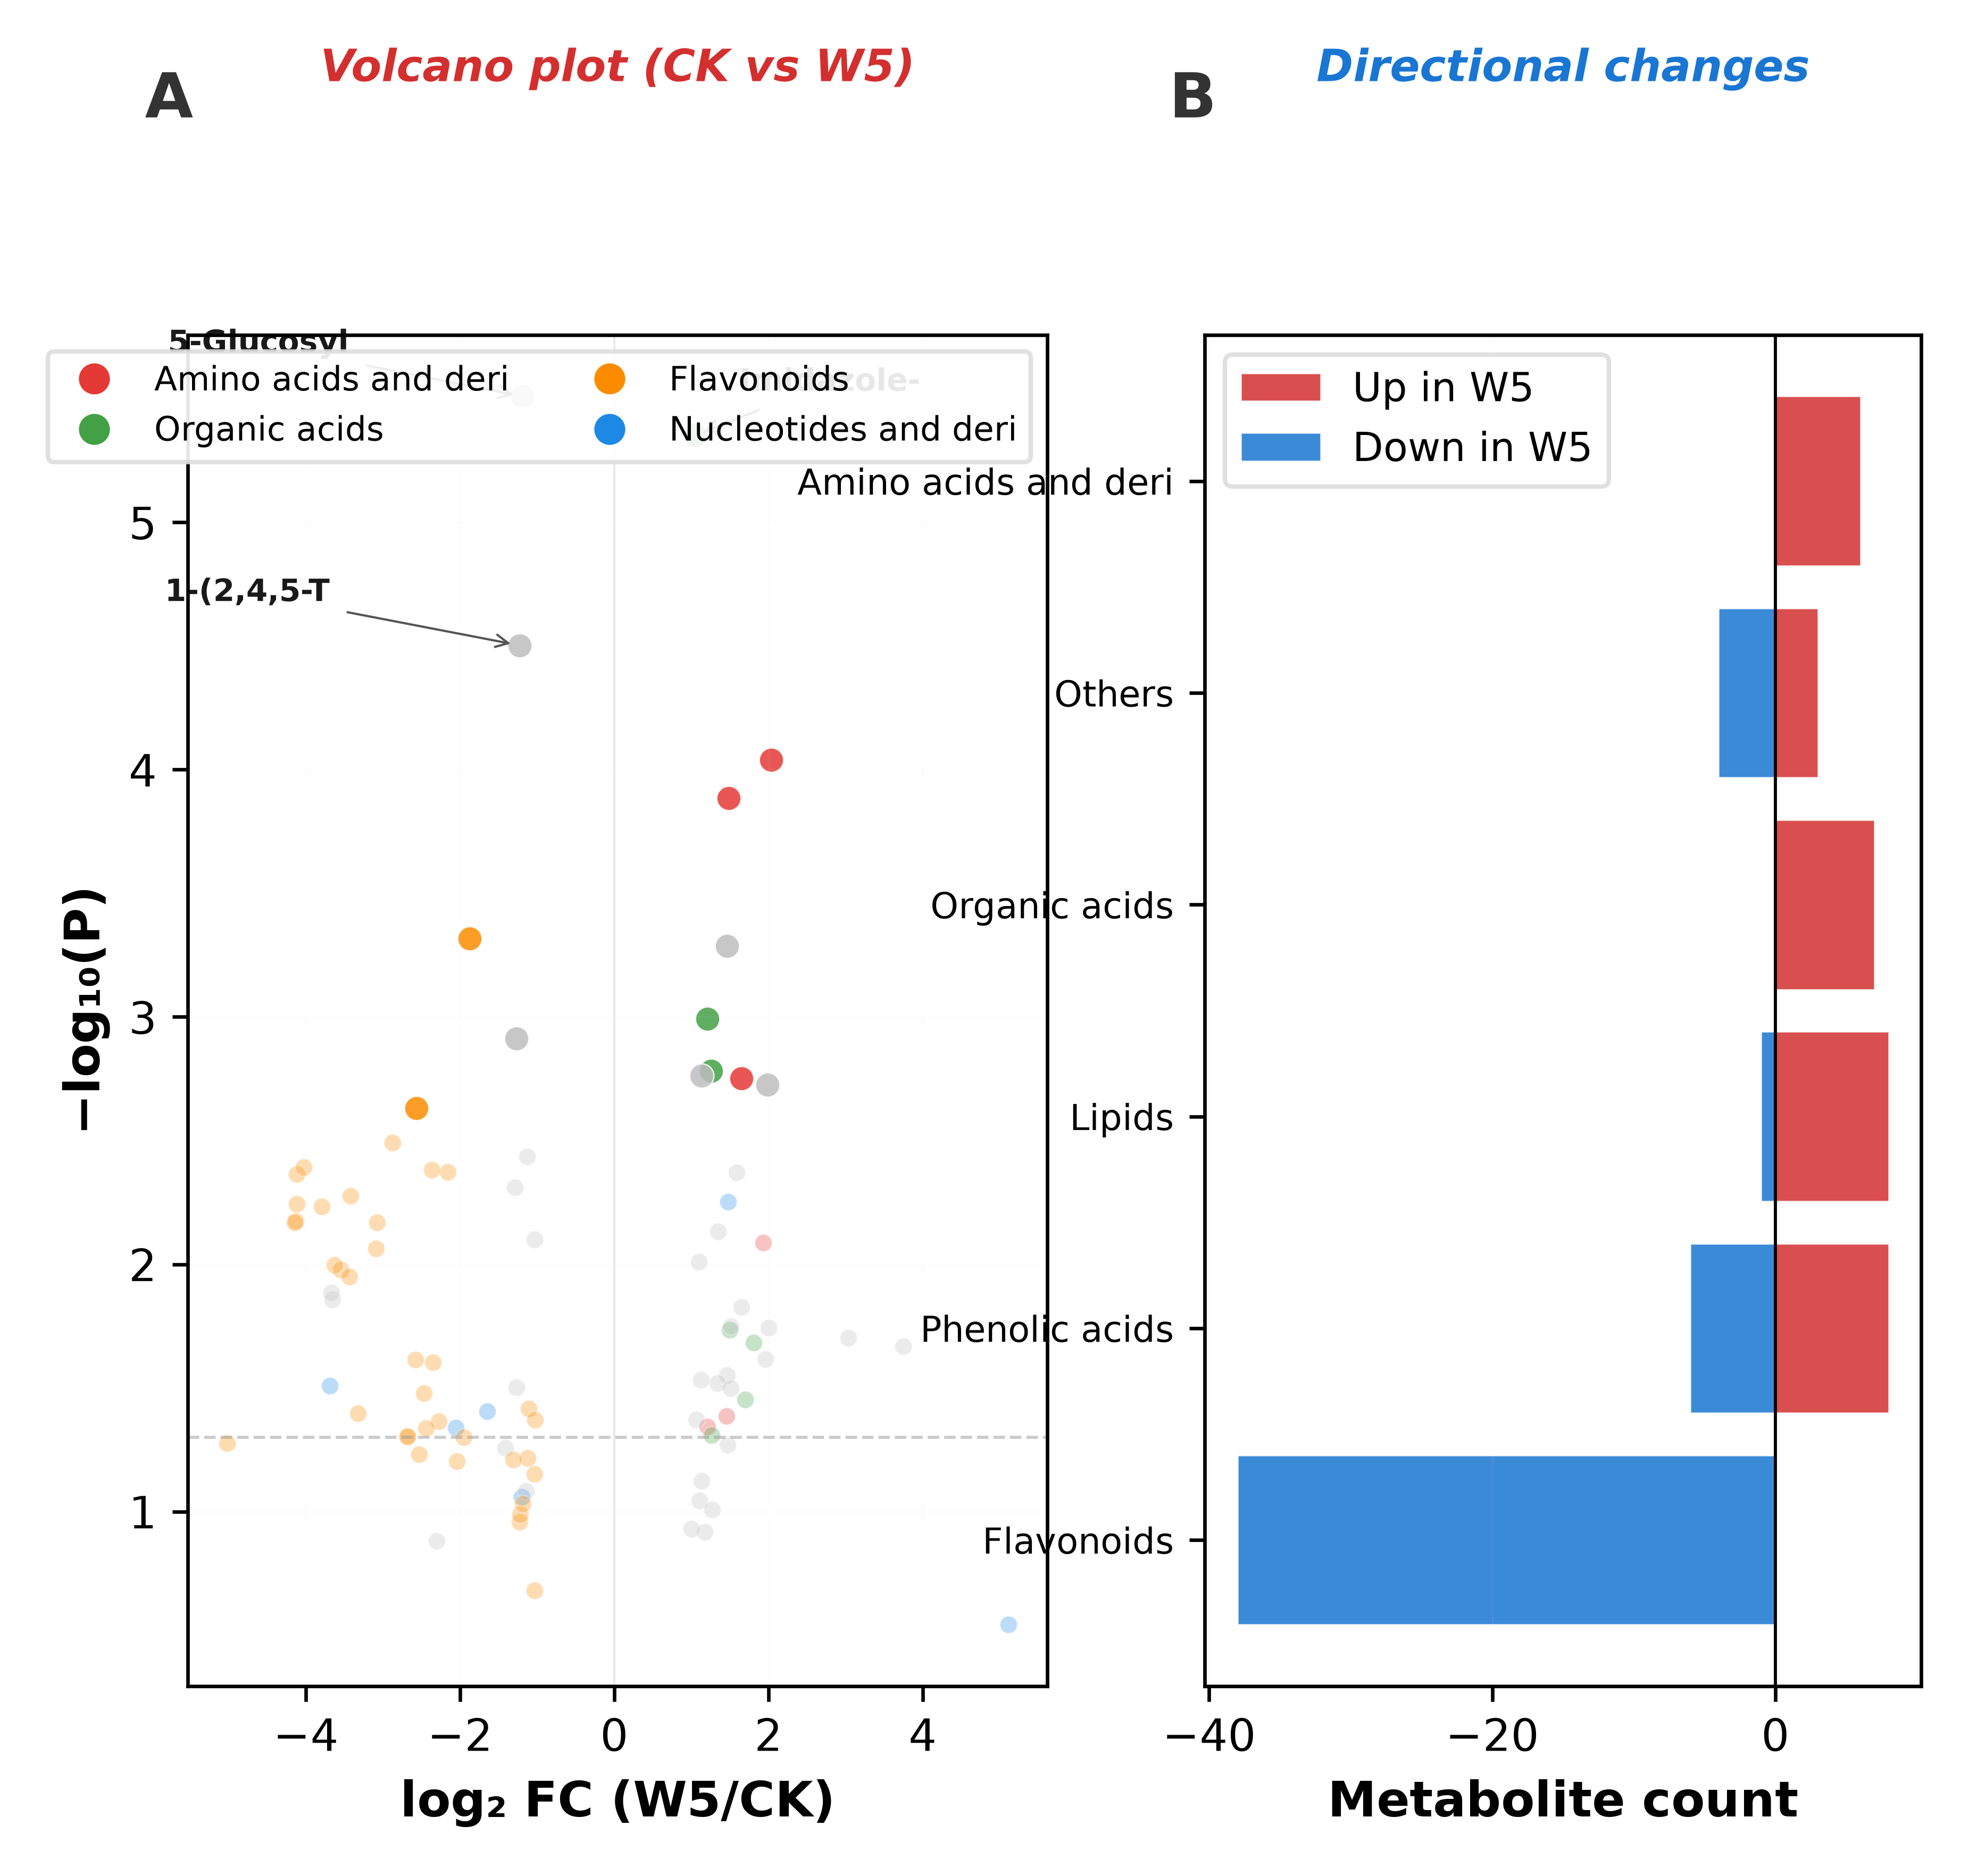 A
Volcano plot (CK vs W5)
5-Glucosyl
Amino acids and deri
Flavonoids
Organic acids
Nucleotides and deri
1-(2,4,5-T
5
4
3
2
1
−log₁₀(P)
−4
−2
0
2
4
log₂ FC (W5/CK)
B
Directional changes
Up in W5
Down in W5
Amino acids and deri
Others
Organic acids
Lipids
Phenolic acids
Flavonoids
−40
−20
0
Metabolite count